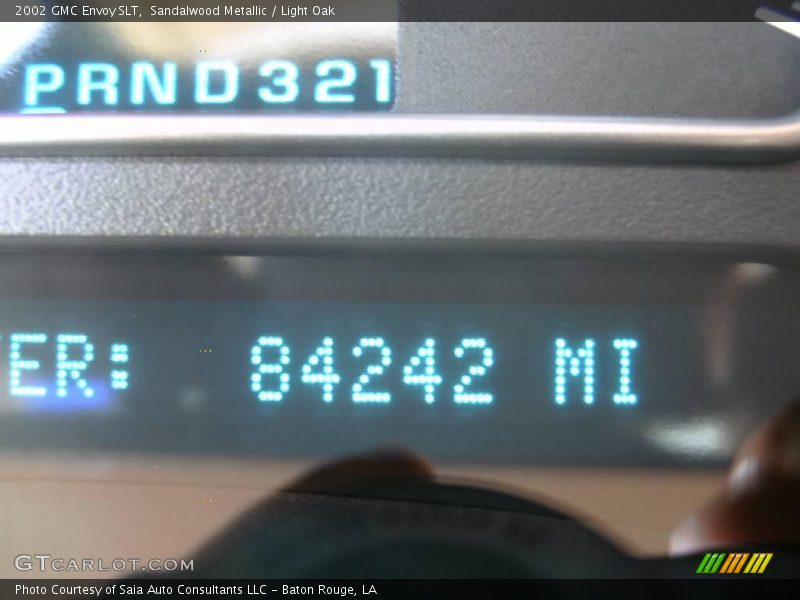 2002 GMC Envoy SLT, Sandalwood Metallic / Light Oak
PRND321
ER: 84242 MI
GTCARLOT.COM
Photo Courtesy of Saia Auto Consultants LLC - Baton Rouge, LA